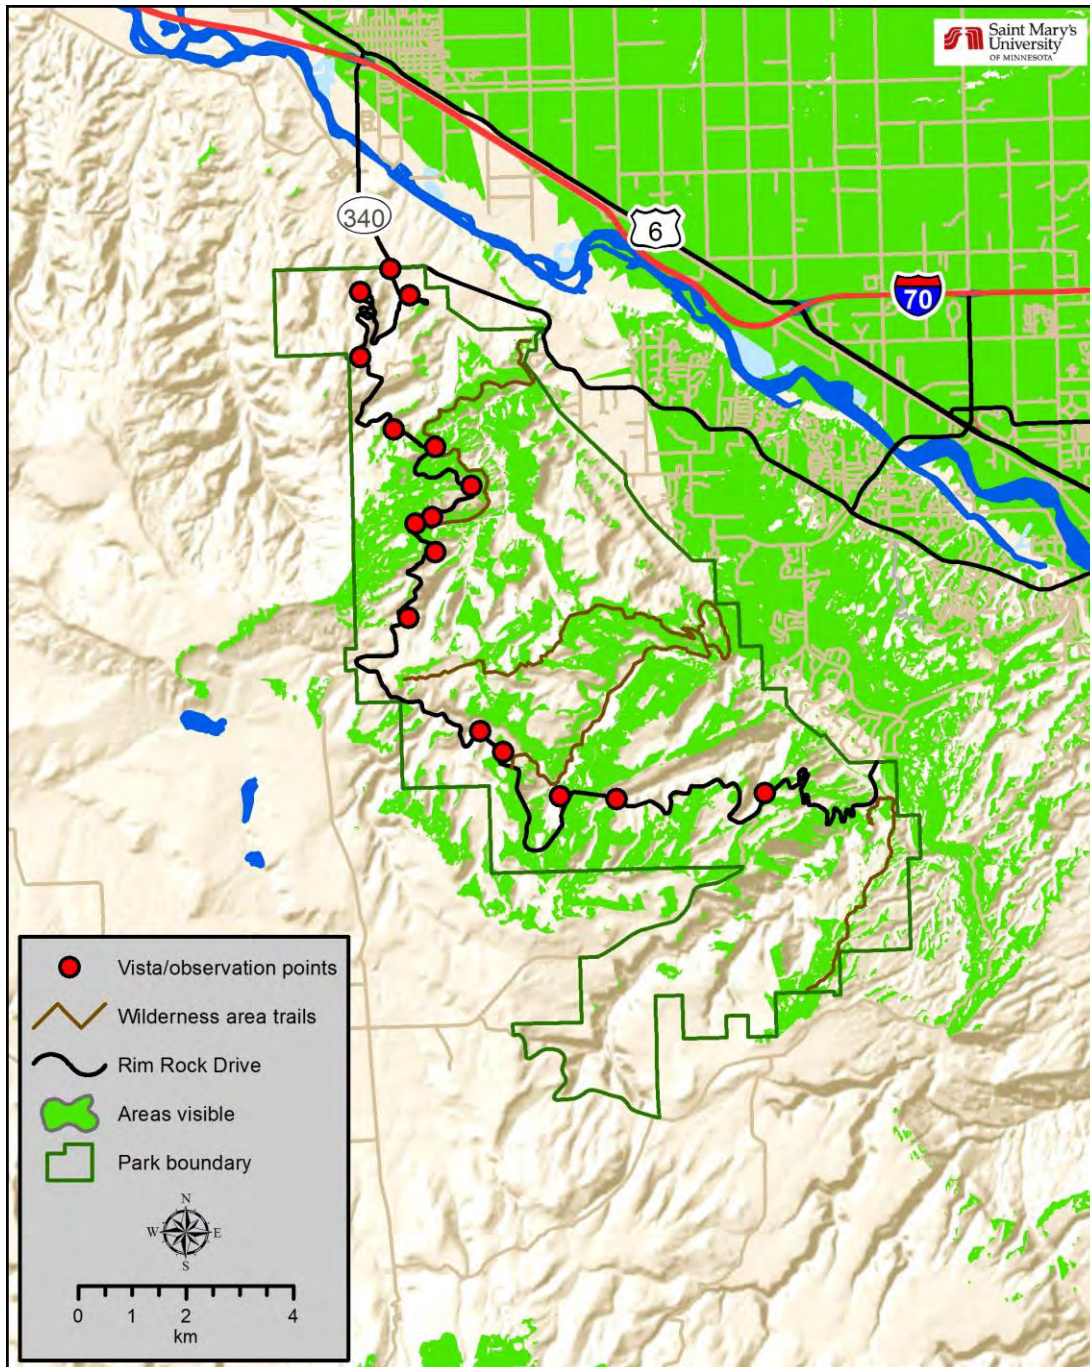 Saint Mary's
University
OF MINNESOTA
340
6
70
Vista/observation points
Wilderness area trails
Rim Rock Drive
Areas visible
Park boundary
N
W E
S
0 1 2 4
km